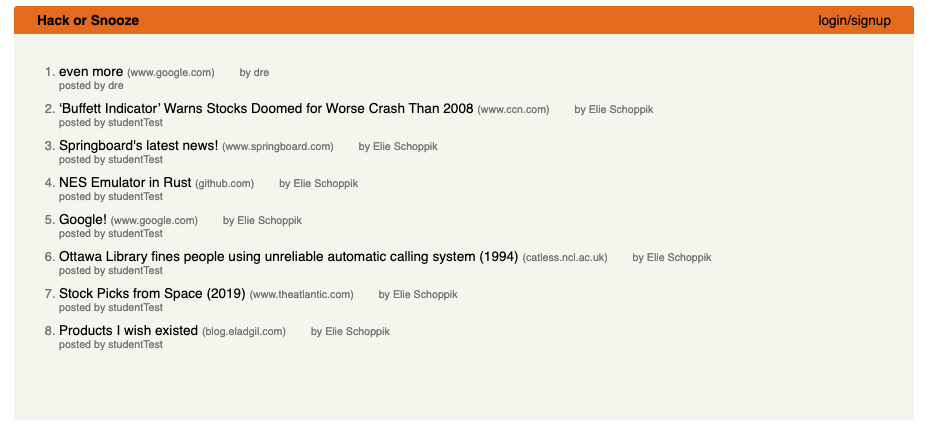 Hack or Snooze login/signup
1. even more (www.google.com) by dre
posted by dre
2. ‘Buffett Indicator’ Warns Stocks Doomed for Worse Crash Than 2008 (www.ccn.com) by Elie Schoppik
posted by studentTest
3. Springboard's latest news! (www.springboard.com) by Elie Schoppik
posted by studentTest
4. NES Emulator in Rust (github.com) by Elie Schoppik
posted by studentTest
5. Google! (www.google.com) by Elie Schoppik
posted by studentTest
6. Ottawa Library fines people using unreliable automatic calling system (1994) (catless.ncl.ac.uk) by Elie Schoppik
posted by studentTest
7. Stock Picks from Space (2019) (www.theatlantic.com) by Elie Schoppik
posted by studentTest
8. Products I wish existed (blog.eladgil.com) by Elie Schoppik
posted by studentTest